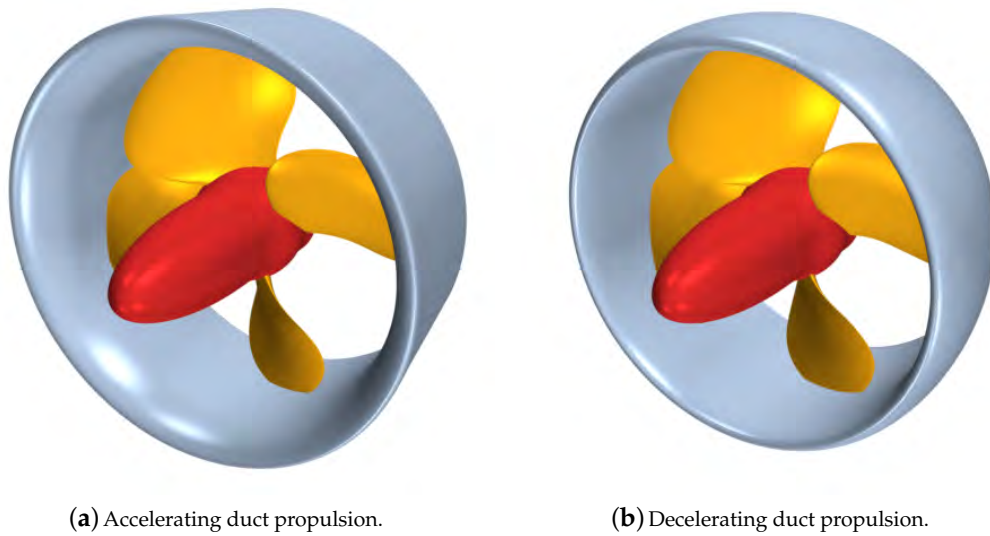 (a) Accelerating duct propulsion.
(b) Decelerating duct propulsion.